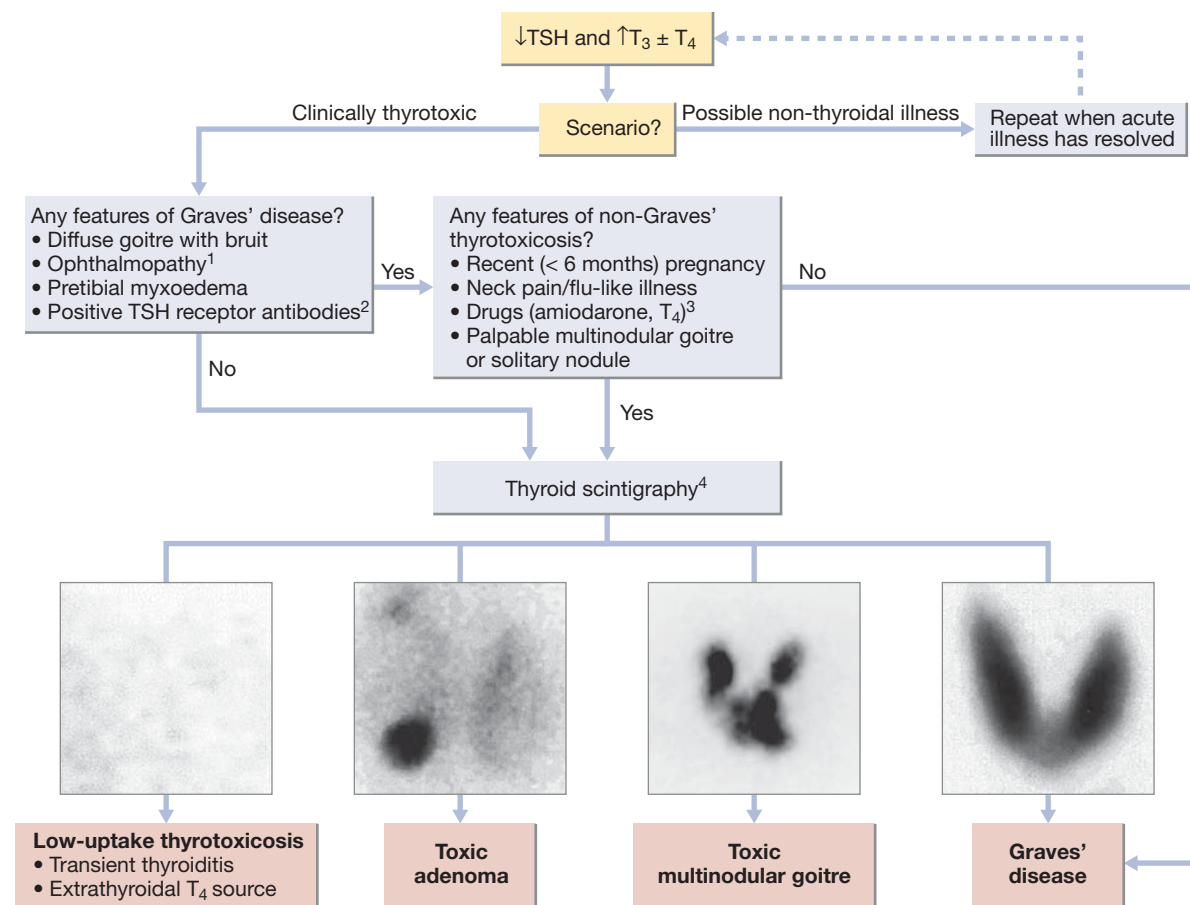 ↓TSH and ↑T₃ ± T₄
Clinically thyrotoxic
Scenario?
Possible non-thyroidal illness
Repeat when acute
illness has resolved
Any features of Graves’ disease?
• Diffuse goitre with bruit
• Ophthalmopathy¹
• Pretibial myxoedema
• Positive TSH receptor antibodies²
Yes
Any features of non-Graves’
thyrotoxicosis?
• Recent (< 6 months) pregnancy
• Neck pain/flu-like illness
• Drugs (amiodarone, T₄)³
• Palpable multinodular goitre
or solitary nodule
No
No
Yes
Thyroid scintigraphy⁴
Low-uptake thyrotoxicosis
• Transient thyroiditis
• Extrathyroidal T₄ source
Toxic
adenoma
Toxic
multinodular goitre
Graves’
disease